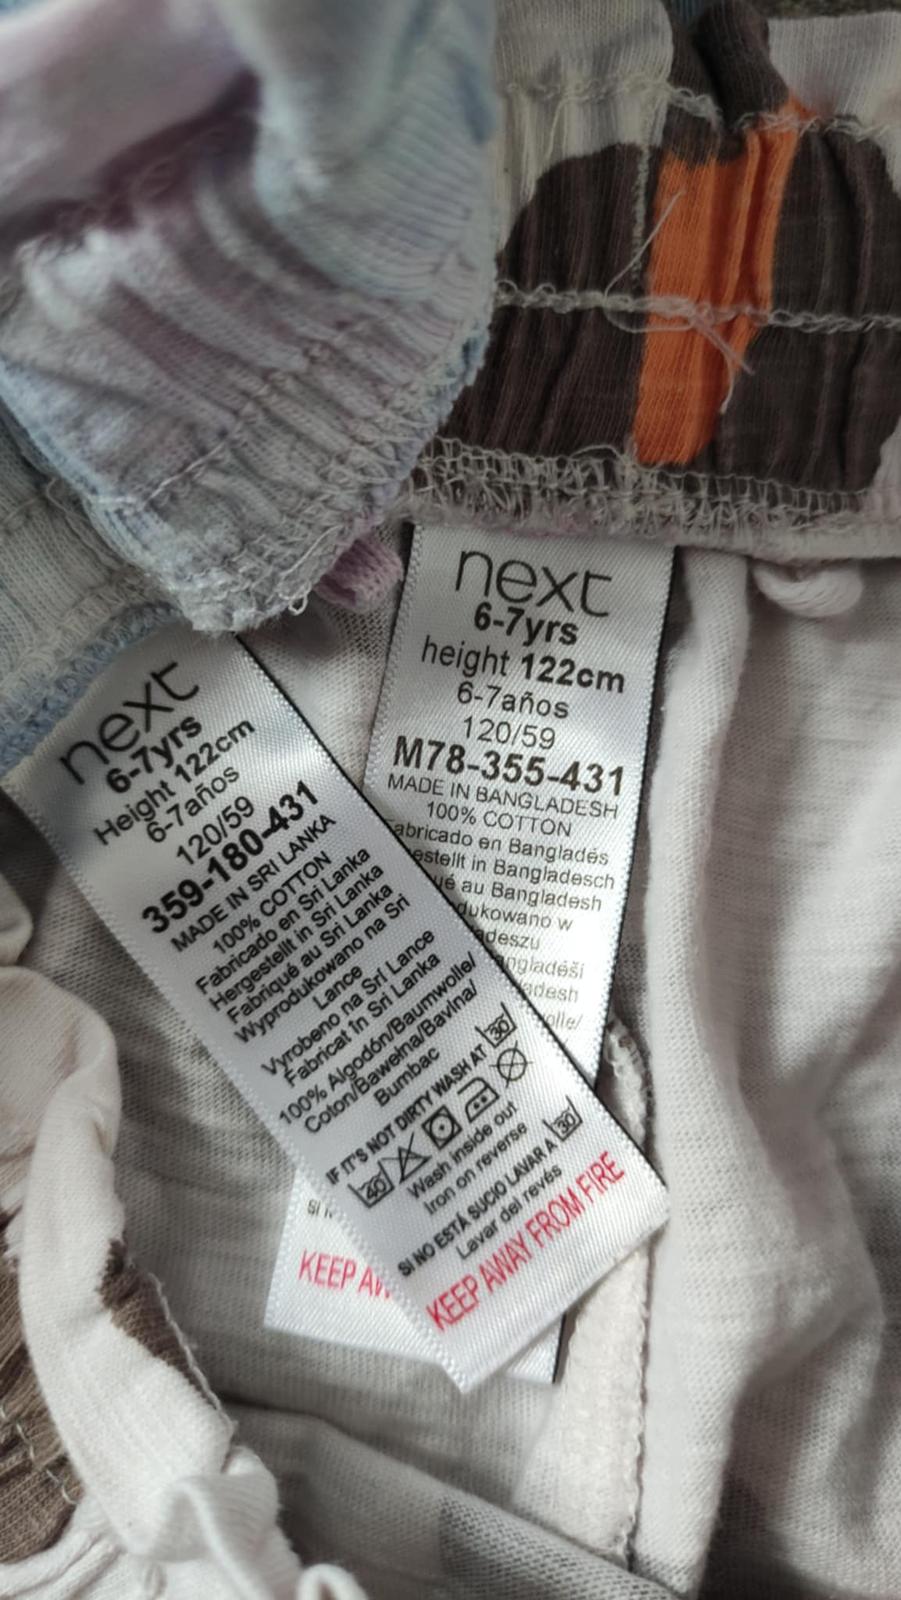 next
6-7yrs
Height 122cm
6-7años
120/59
359-180-431
MADE IN SRI LANKA
100% COTTON
Fabricado en Sri Lanka
Hergestellt in Sri Lanka
Fabriqué au Sri Lanka
Wyprodukowano na Sri
Lance
Vyrobeno na Srí Lance
Fabricat în Sri Lanka
100% Algodón/Baumwolle/
Coton/Bawełna/Bavlna/
Bumbac
IF IT'S NOT DIRTY WASH AT 30
40
Wash inside out
Iron on reverse
SI NO ESTÁ SUCIO LAVAR A 30
Lavar del revés
KEEP AWAY FROM FIRE
next
6-7yrs
height 122cm
6-7años
120/59
M78-355-431
MADE IN BANGLADESH
100% COTTON
Fabricado en Bangladés
in Bangladesch
au Bangladesh
w
KEEP